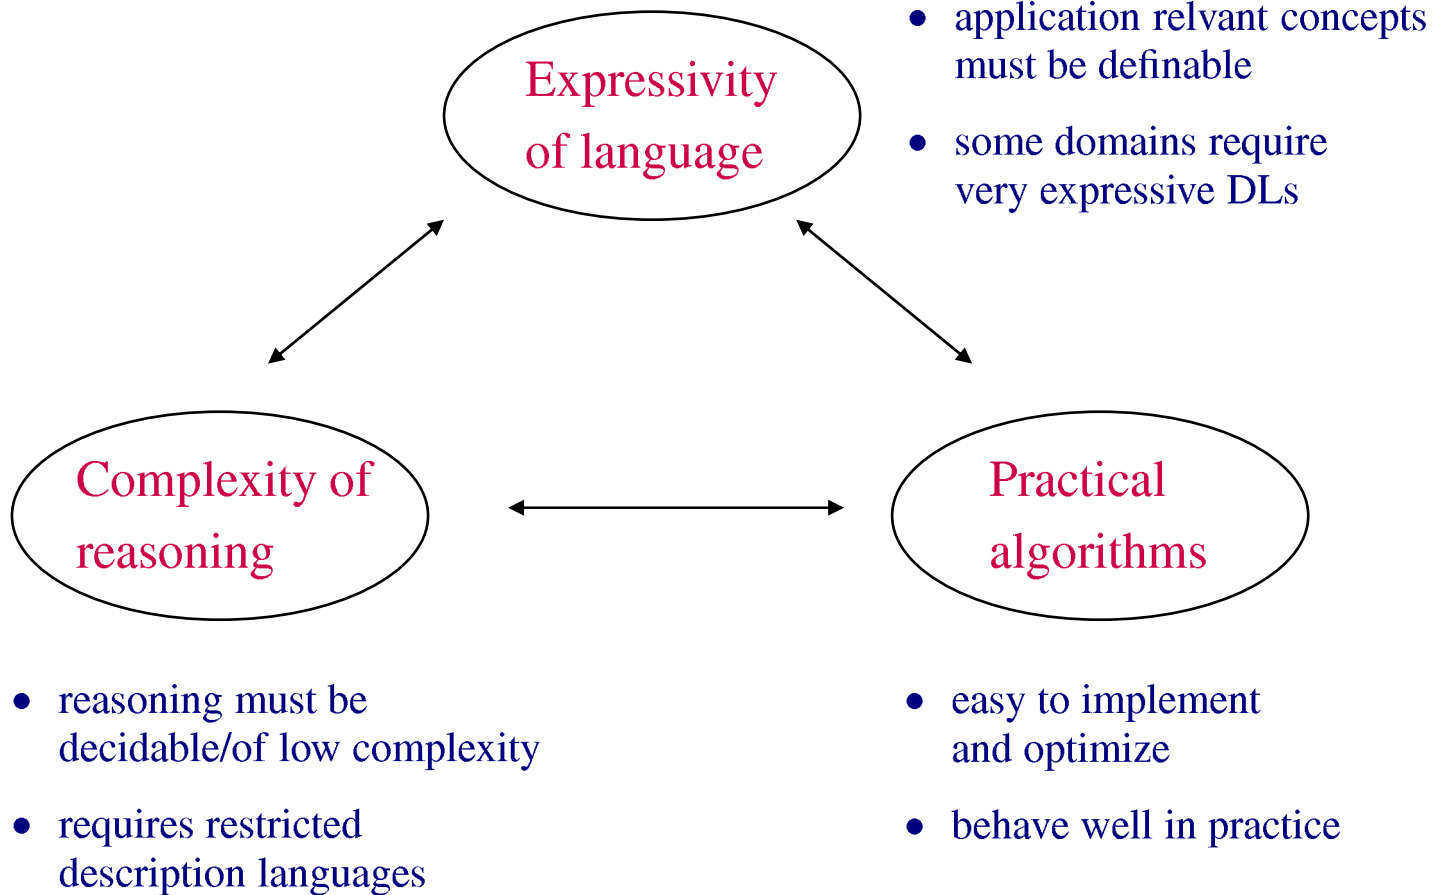 Expressivity
of language
• application relvant concepts
must be definable
• some domains require
very expressive DLs
Complexity of
reasoning
• reasoning must be
decidable/of low complexity
• requires restricted
description languages
Practical
algorithms
• easy to implement
and optimize
• behave well in practice